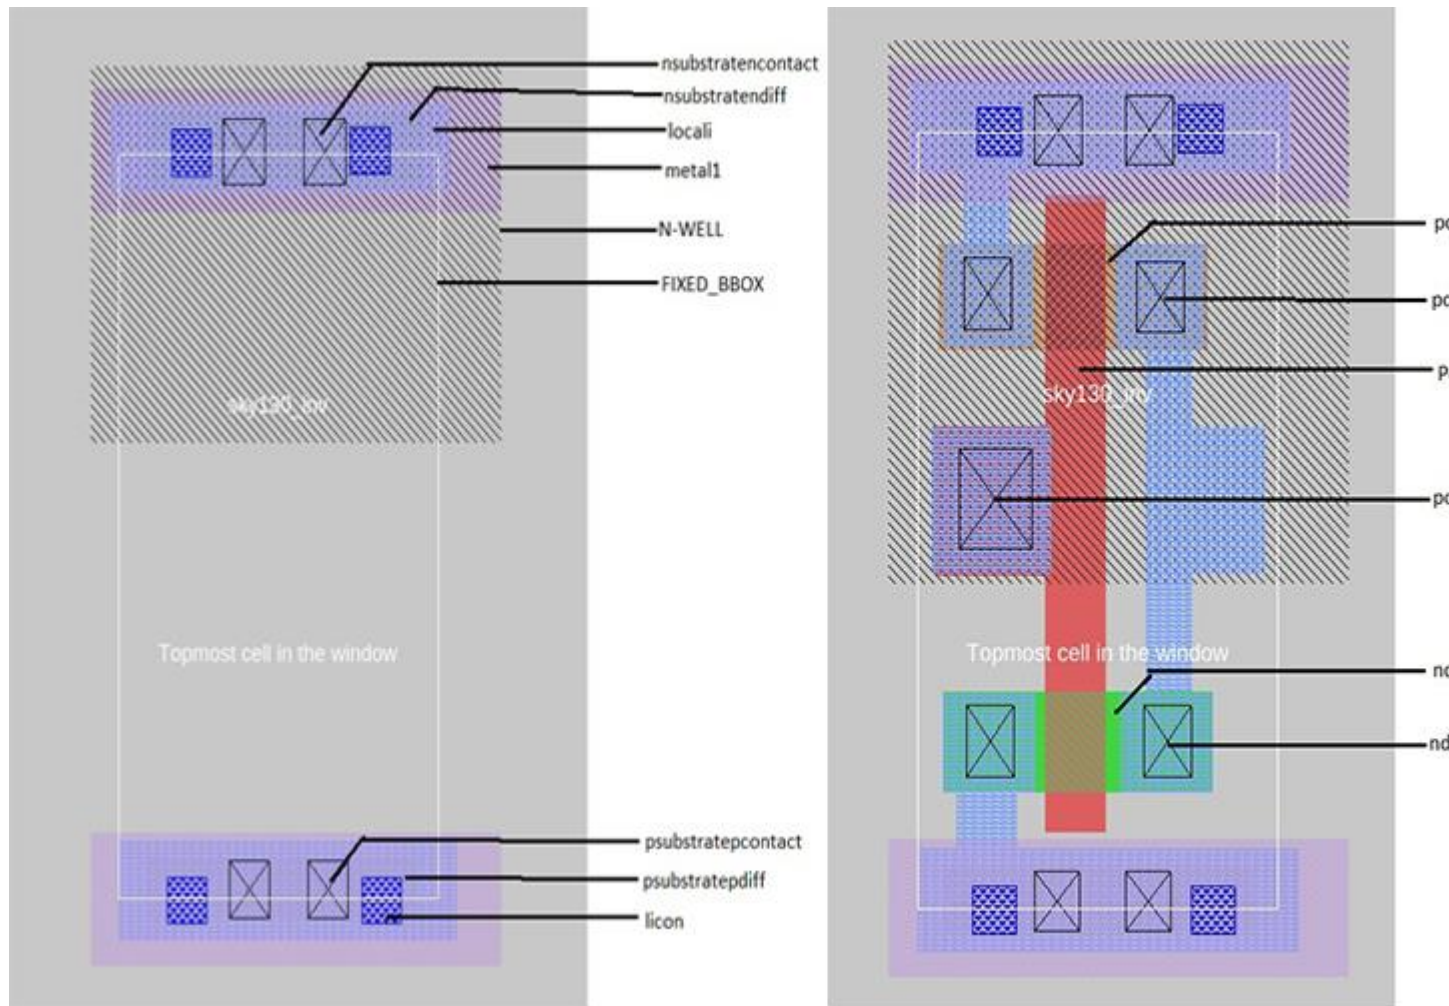 nsubstratencontact
nsubstratendiff
locali
metal1
N-WELL
FIXED_BBOX
sky130_inv
Topmost cell in the window
psubstratepcontact
psubstratepdiff
licon
sky130_inv
Topmost cell in the window